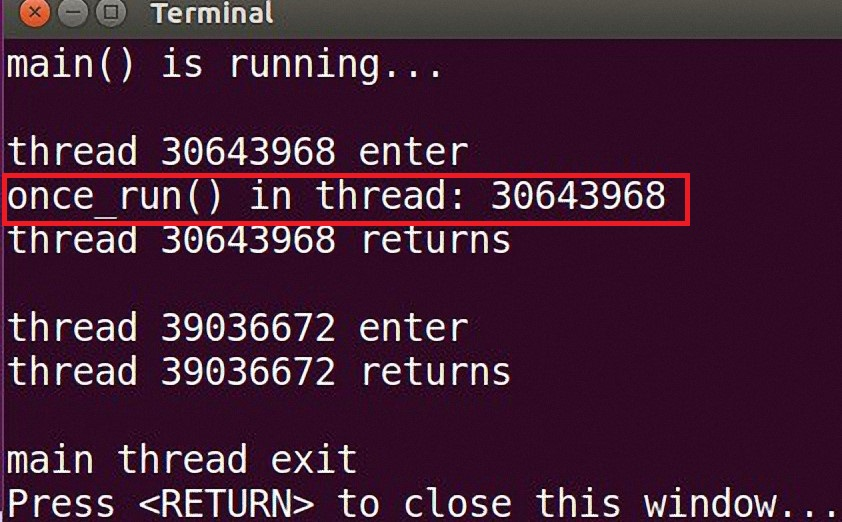 Terminal
main() is running...
thread 30643968 enter
once_run() in thread: 30643968
thread 30643968 returns
thread 39036672 enter
thread 39036672 returns
main thread exit
Press <RETURN> to close this window...